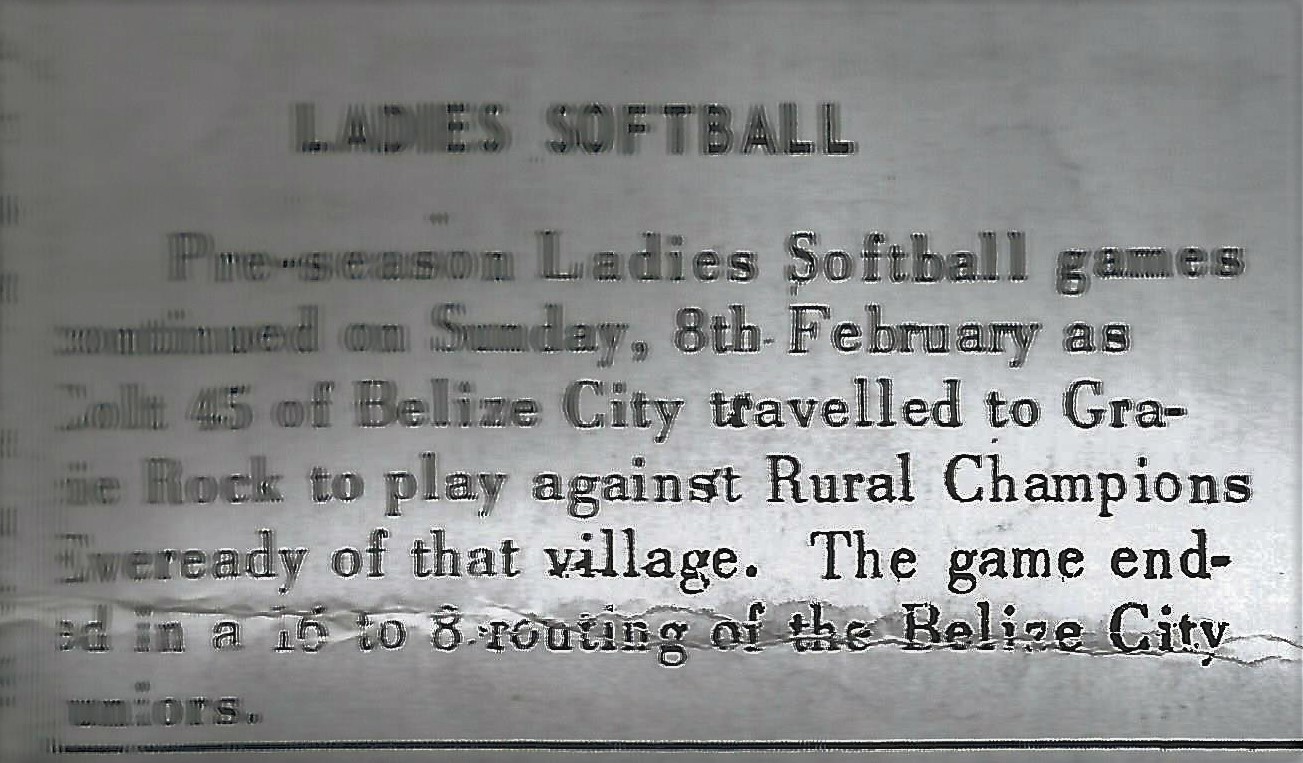 LADIES SOFTBALL
Pre-season Ladies Softball games
continued on Sunday, 8th February as
Colt 45 of Belize City travelled to Gra-
cie Rock to play against Rural Champions
Eveready of that village. The game end-
ed in a 15 to 8 routing of the Belize City
uniors.